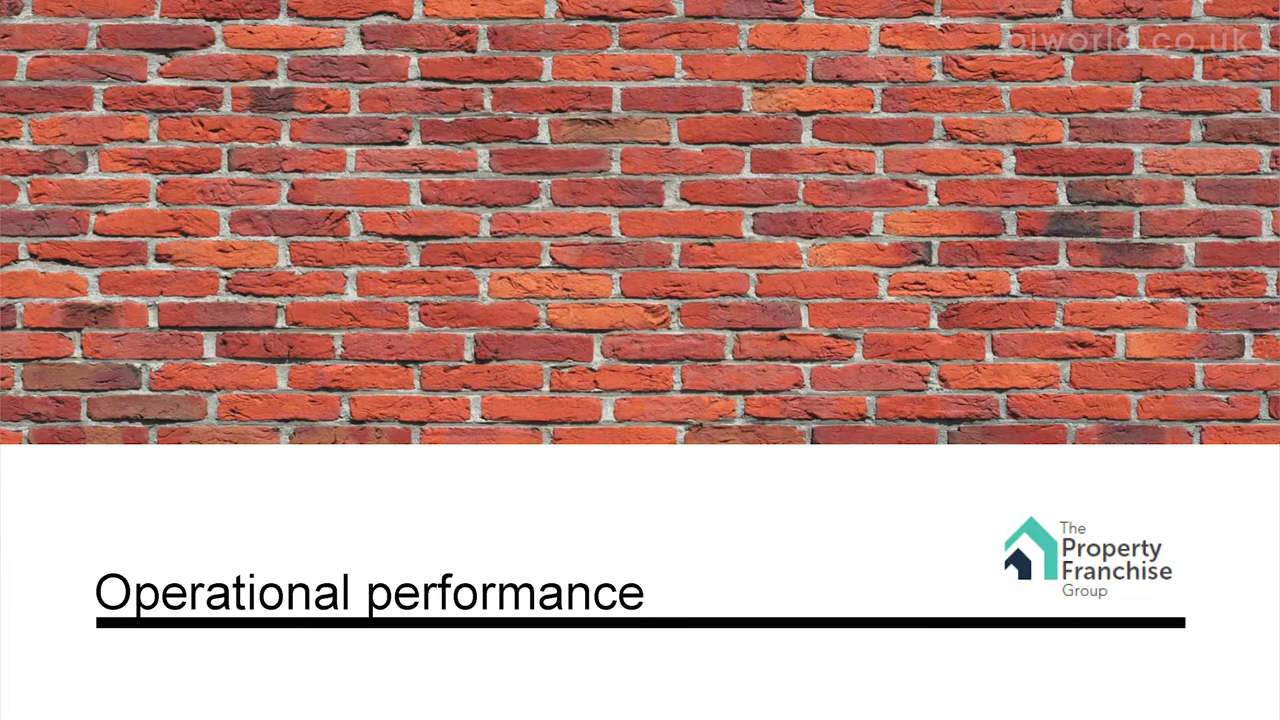 piworld.co.uk
The
Property
Franchise
Group
Operational performance